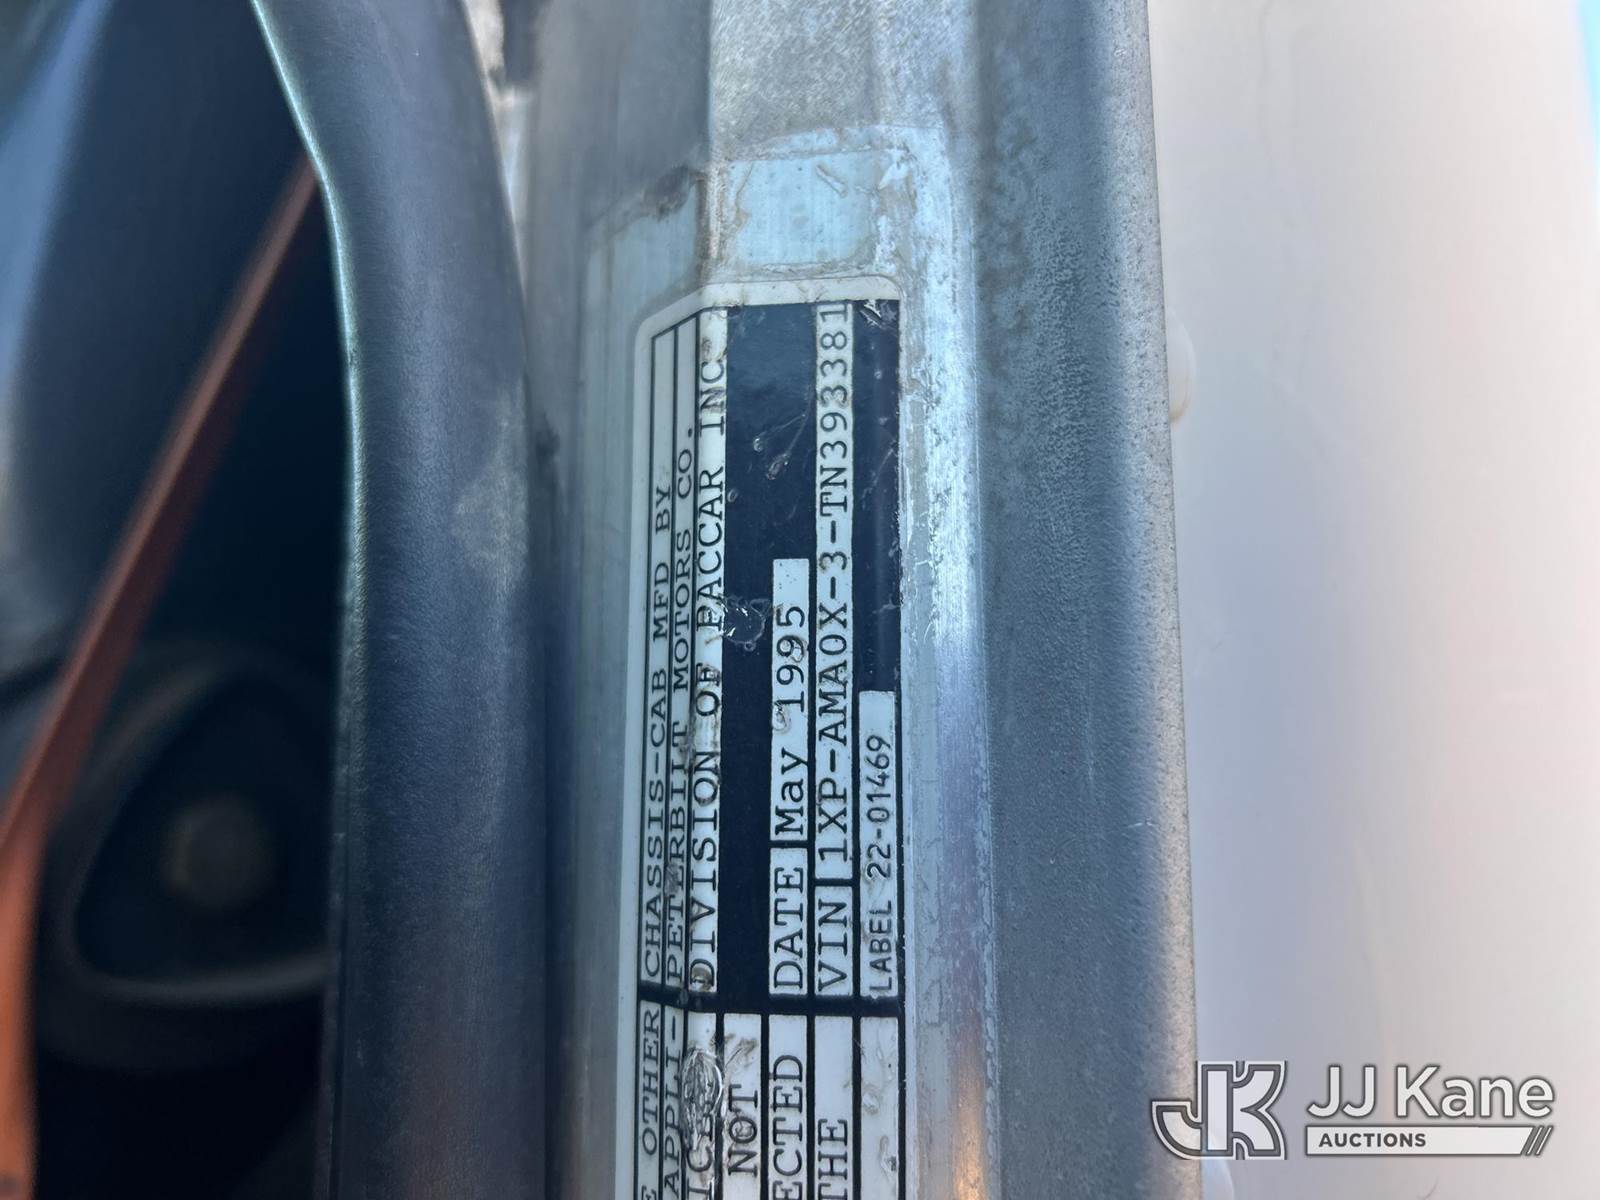 CHASSIS-CAB MFD BY
PETERBILT MOTORS CO.
DIVISION OF PACCAR INC
DATE May 1995
VIN 1XP-AMA0X-3-TN393381
LABEL 22-01469
OTHER
APPLI-
NOT
ECTED
THE
JJ Kane
AUCTIONS